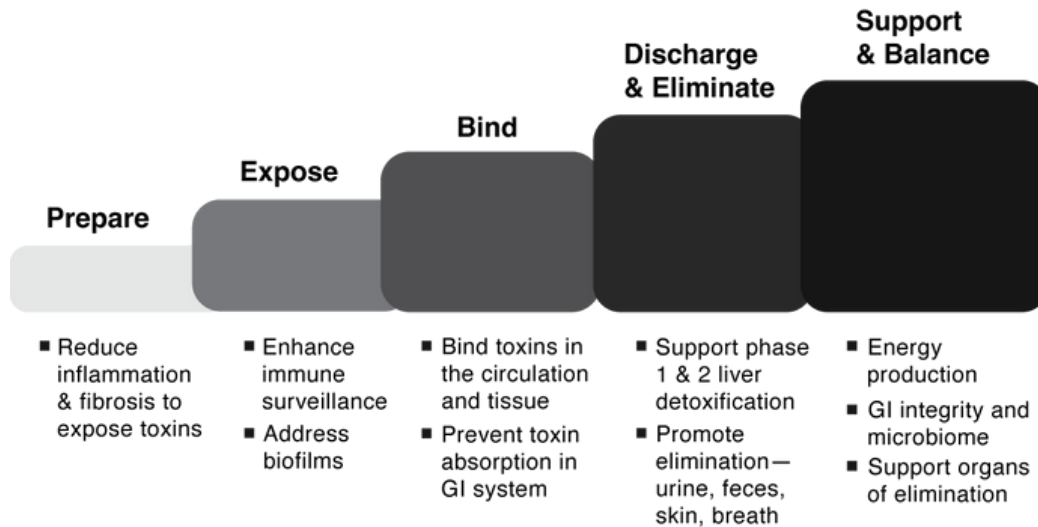 Prepare
■ Reduce
inflammation
& fibrosis to
expose toxins
Expose
■ Enhance
immune
surveillance
■ Address
biofilms
Bind
■ Bind toxins in
the circulation
and tissue
■ Prevent toxin
absorption in
GI system
Discharge
& Eliminate
■ Support phase
1 & 2 liver
detoxification
■ Promote
elimination—
urine, feces,
skin, breath
Support
& Balance
■ Energy
production
■ GI integrity and
microbiome
■ Support organs
of elimination